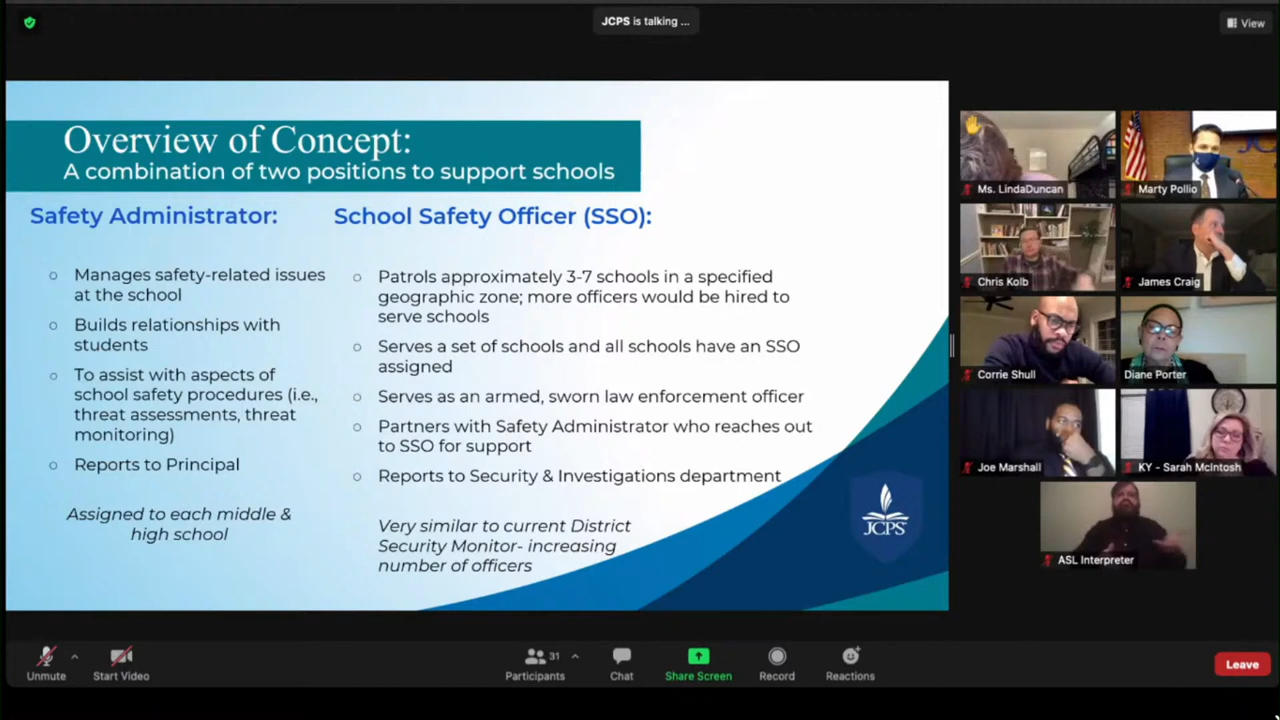 JCPS is talking ...
View
Overview of Concept:
A combination of two positions to support schools
Safety Administrator:
○ Manages safety-related issues
at the school
○ Builds relationships with
students
○ To assist with aspects of
school safety procedures (i.e.,
threat assessments, threat
monitoring)
○ Reports to Principal
Assigned to each middle &
high school
School Safety Officer (SSO):
○ Patrols approximately 3-7 schools in a specified
geographic zone; more officers would be hired to
serve schools
○ Serves a set of schools and all schools have an SSO
assigned
○ Serves as an armed, sworn law enforcement officer
○ Partners with Safety Administrator who reaches out
to SSO for support
○ Reports to Security & Investigations department
Very similar to current District
Security Monitor- increasing
number of officers
JCPS
Ms. LindaDuncan
Marty Pollio
Chris Kolb
James Craig
Corrie Shull
Diane Porter
Joe Marshall
KY - Sarah McIntosh
ASL Interpreter
Unmute
Start Video
31
Participants
Chat
Share Screen
Record
Reactions
Leave